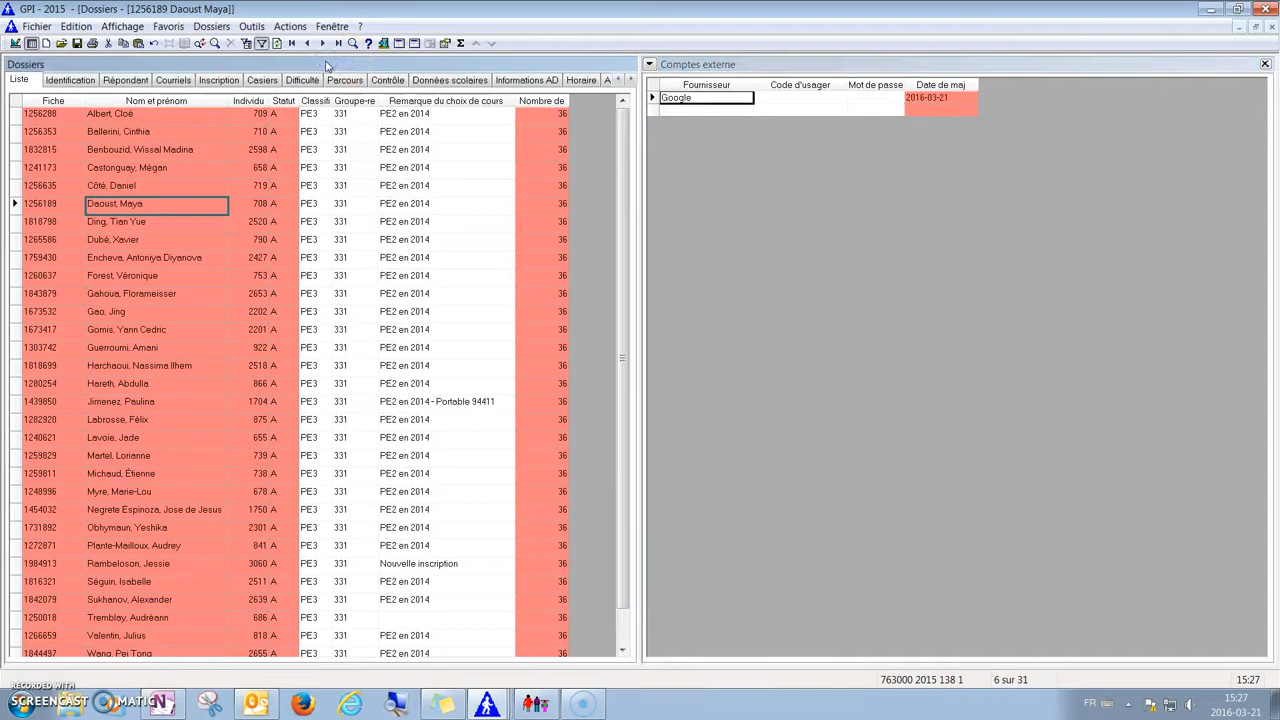 GPI - 2015 - [Dossiers - [1256189 Daoust Maya]]
Fichier Edition Affichage Favoris Dossiers Outils Actions Fenêtre ?
Dossiers
Liste Identification Répondant Courriels Inscription Casiers Difficulté Parcours Contrôle Données scolaires Informations AD Horaire A
Fiche Nom et prénom Individu Statut Classifi Groupe-re Remarque du choix de cours Nombre de
1256288 Albert, Cloé 709 A PE3 331 PE2 en 2014 36
1256353 Ballerini, Cinthia 710 A PE3 331 PE2 en 2014 36
1832815 Benbouzid, Wissal Madina 2598 A PE3 331 PE2 en 2014 36
1241173 Castonguay, Mégan 658 A PE3 331 PE2 en 2014 36
1256635 Côté, Daniel 719 A PE3 331 PE2 en 2014 36
1256189 Daoust, Maya 708 A PE3 331 PE2 en 2014 36
1818798 Ding, Tian Yue 2520 A PE3 331 PE2 en 2014 36
1265586 Dubé, Xavier 790 A PE3 331 PE2 en 2014 36
1759430 Encheva, Antoniya Diyanova 2427 A PE3 331 PE2 en 2014 36
1260637 Forest, Véronique 753 A PE3 331 PE2 en 2014 36
1843879 Gahoua, Florameisser 2653 A PE3 331 PE2 en 2014 36
1673532 Gao, Jing 2202 A PE3 331 PE2 en 2014 36
1673417 Gomis, Yann Cedric 2201 A PE3 331 PE2 en 2014 36
1303742 Guerroumi, Amani 922 A PE3 331 PE2 en 2014 36
1818699 Harchaoui, Nassima Ilhem 2518 A PE3 331 PE2 en 2014 36
1280254 Hareth, Abdulla 866 A PE3 331 PE2 en 2014 36
1439850 Jimenez, Paulina 1704 A PE3 331 PE2 en 2014 - Portable 94411 36
1282920 Labrosse, Félix 875 A PE3 331 PE2 en 2014 36
1240621 Lavoie, Jade 655 A PE3 331 PE2 en 2014 36
1259829 Martel, Lorianne 739 A PE3 331 PE2 en 2014 36
1259811 Michaud, Étienne 738 A PE3 331 PE2 en 2014 36
1248996 Myre, Marie-Lou 678 A PE3 331 PE2 en 2014 36
1454032 Negrete Espinoza, Jose de Jesus 1750 A PE3 331 PE2 en 2014 36
1731892 Obhymaun, Yeshika 2301 A PE3 331 PE2 en 2014 36
1272871 Plante-Mailloux, Audrey 841 A PE3 331 PE2 en 2014 36
1984913 Rambeloson, Jessie 3060 A PE3 331 Nouvelle inscription 36
1816321 Séguin, Isabelle 2511 A PE3 331 PE2 en 2014 36
1842079 Sukhanov, Alexander 2639 A PE3 331 PE2 en 2014 36
1250018 Tremblay, Audréann 686 A PE3 331 36
1266659 Valentin, Julius 818 A PE3 331 PE2 en 2014 36
1844497 Wang, Pei Tong 2655 A PE3 331 PE2 en 2014 36
Comptes externe
Fournisseur Code d'usager Mot de passe Date de maj
Google 2016-03-21
763000 2015 138 1 6 sur 31 15:27
RECORDED WITH
SCREENCAST MATIC
FR
15:27
2016-03-21